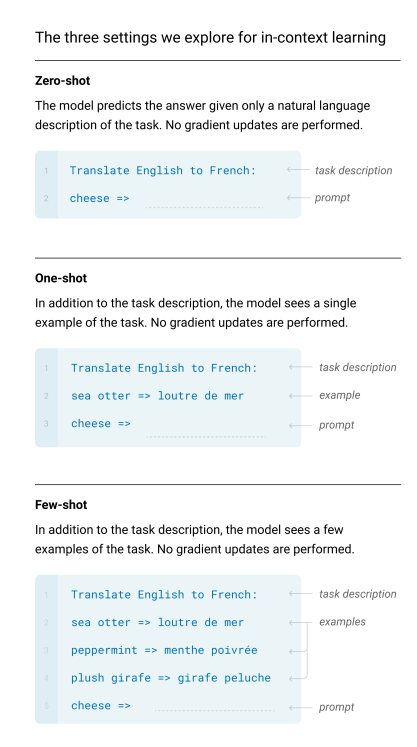 The three settings we explore for in-context learning
Zero-shot
The model predicts the answer given only a natural language
description of the task. No gradient updates are performed.
1 Translate English to French: task description
2 cheese => prompt
One-shot
In addition to the task description, the model sees a single
example of the task. No gradient updates are performed.
1 Translate English to French: task description
2 sea otter => loutre de mer example
3 cheese => prompt
Few-shot
In addition to the task description, the model sees a few
examples of the task. No gradient updates are performed.
1 Translate English to French: task description
2 sea otter => loutre de mer examples
3 peppermint => menthe poivrée
4 plush girafe => girafe peluche
5 cheese => prompt